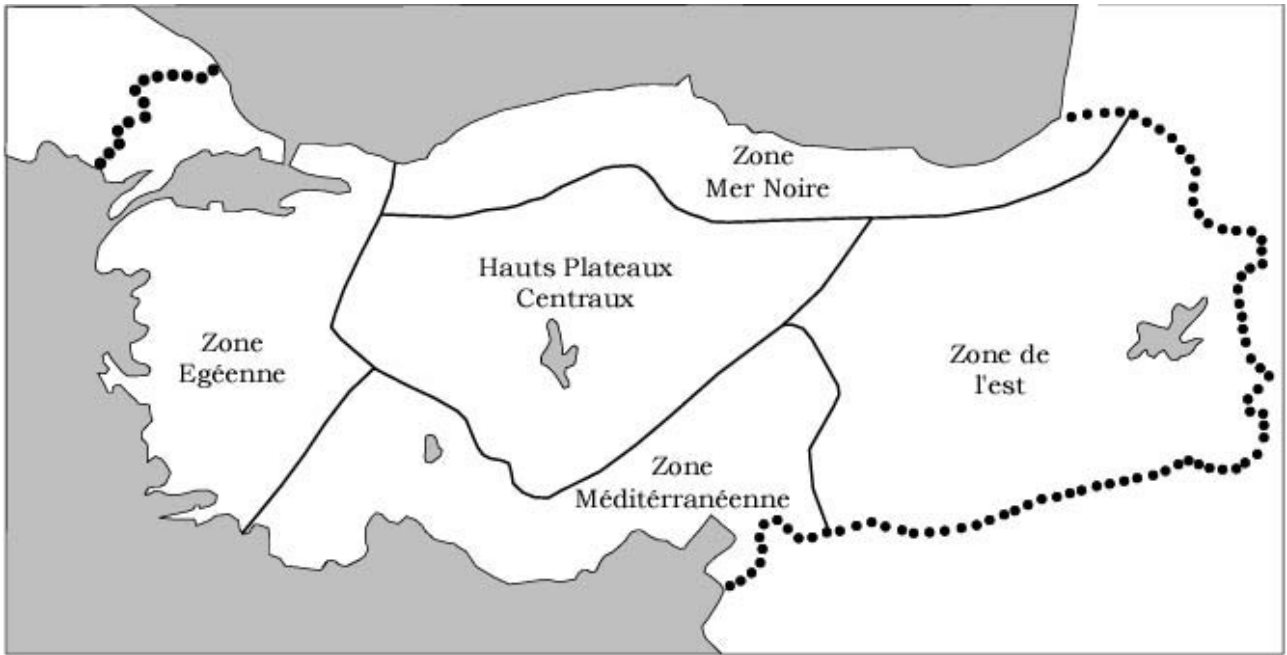 Zone
Mer Noire
Hauts Plateaux
Centraux
Zone
Egéenne
Zone de
l'est
Zone
Méditérranéenne